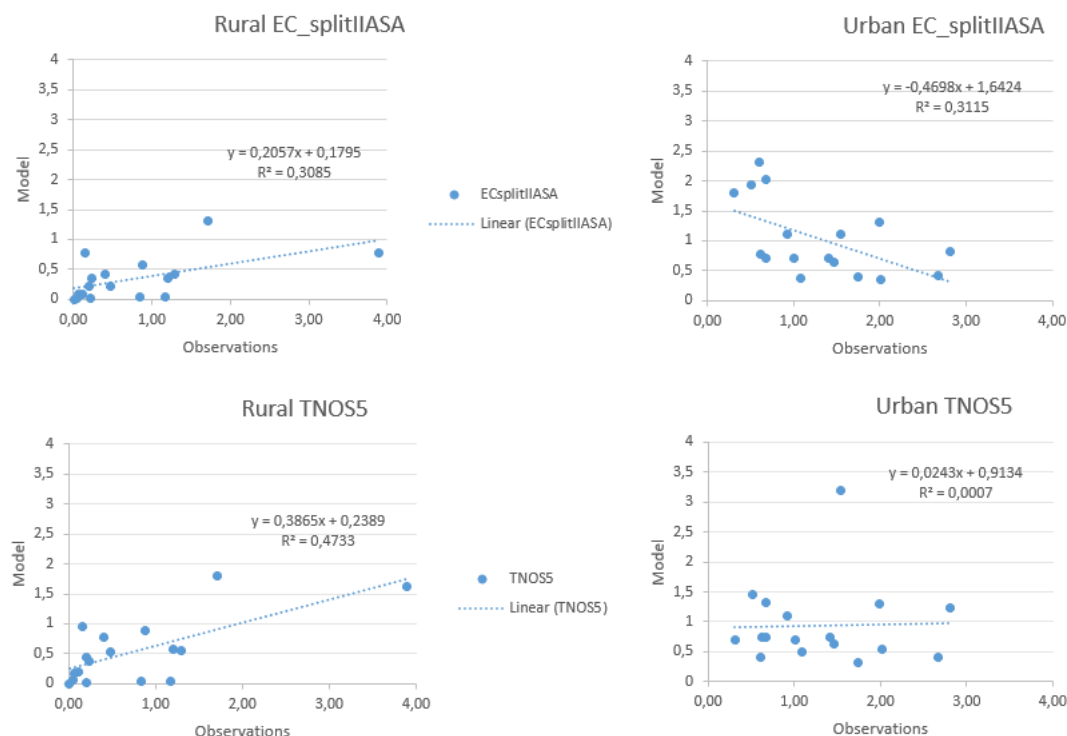 Rural EC_splitIIASA
4
3,5
3
2,5
2
1,5
1
0,5
0
Model
y = 0,2057x + 0,1795
R² = 0,3085
0,00 1,00 2,00 3,00 4,00
Observations
ECsplitIIASA
Linear (ECsplitIIASA)
Urban EC_splitIIASA
4
3,5
3
2,5
2
1,5
1
0,5
0
Model
y = -0,4698x + 1,6424
R² = 0,3115
0,00 1,00 2,00 3,00 4,00
Observations
Rural TNOS5
4
3,5
3
2,5
2
1,5
1
0,5
0
Model
y = 0,3865x + 0,2389
R² = 0,4733
0,00 1,00 2,00 3,00 4,00
Observations
TNOS5
Linear (TNOS5)
Urban TNOS5
4
3,5
3
2,5
2
1,5
1
0,5
0
Model
y = 0,0243x + 0,9134
R² = 0,0007
0,00 1,00 2,00 3,00 4,00
Observations